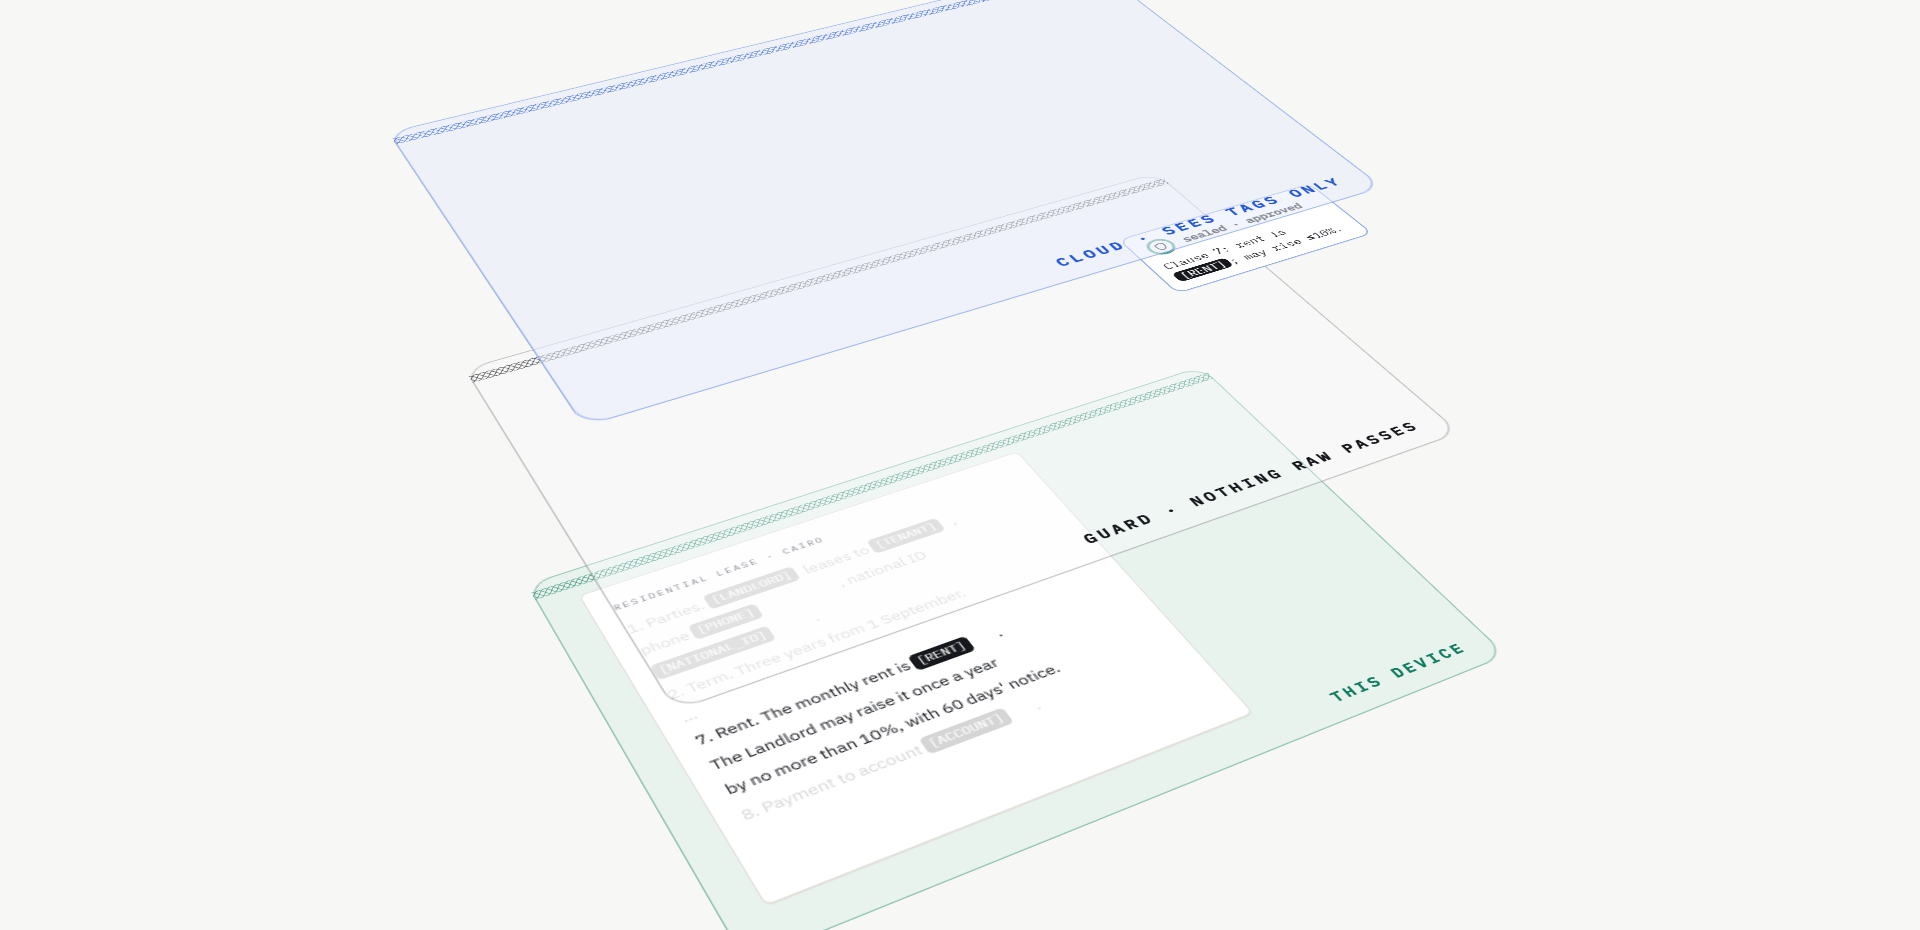 CLOUD · SEES TAGS ONLY
sealed · approved
Clause 7: rent is
[RENT]; may rise ≤10%.
GUARD · NOTHING RAW PASSES
RESIDENTIAL LEASE · CAIRO
1. Parties. [LANDLORD] leases to [TENANT] .
phone [PHONE] , national ID
[NATIONAL_ID] .
2. Term. Three years from 1 September.
...
7. Rent. The monthly rent is [RENT] .
The Landlord may raise it once a year
by no more than 10%, with 60 days' notice.
8. Payment to account [ACCOUNT] .
THIS DEVICE